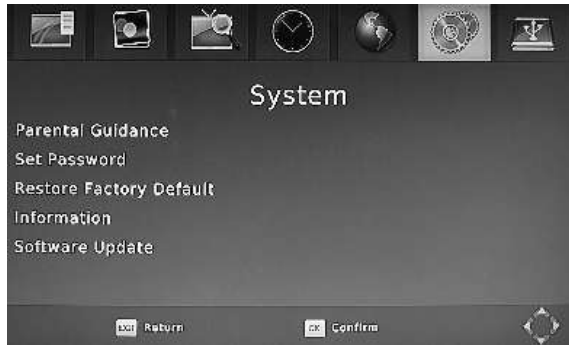 System
Parental Guidance
Set Password
Restore Factory Default
Information
Software Update
EXIT Return
OK Confirm